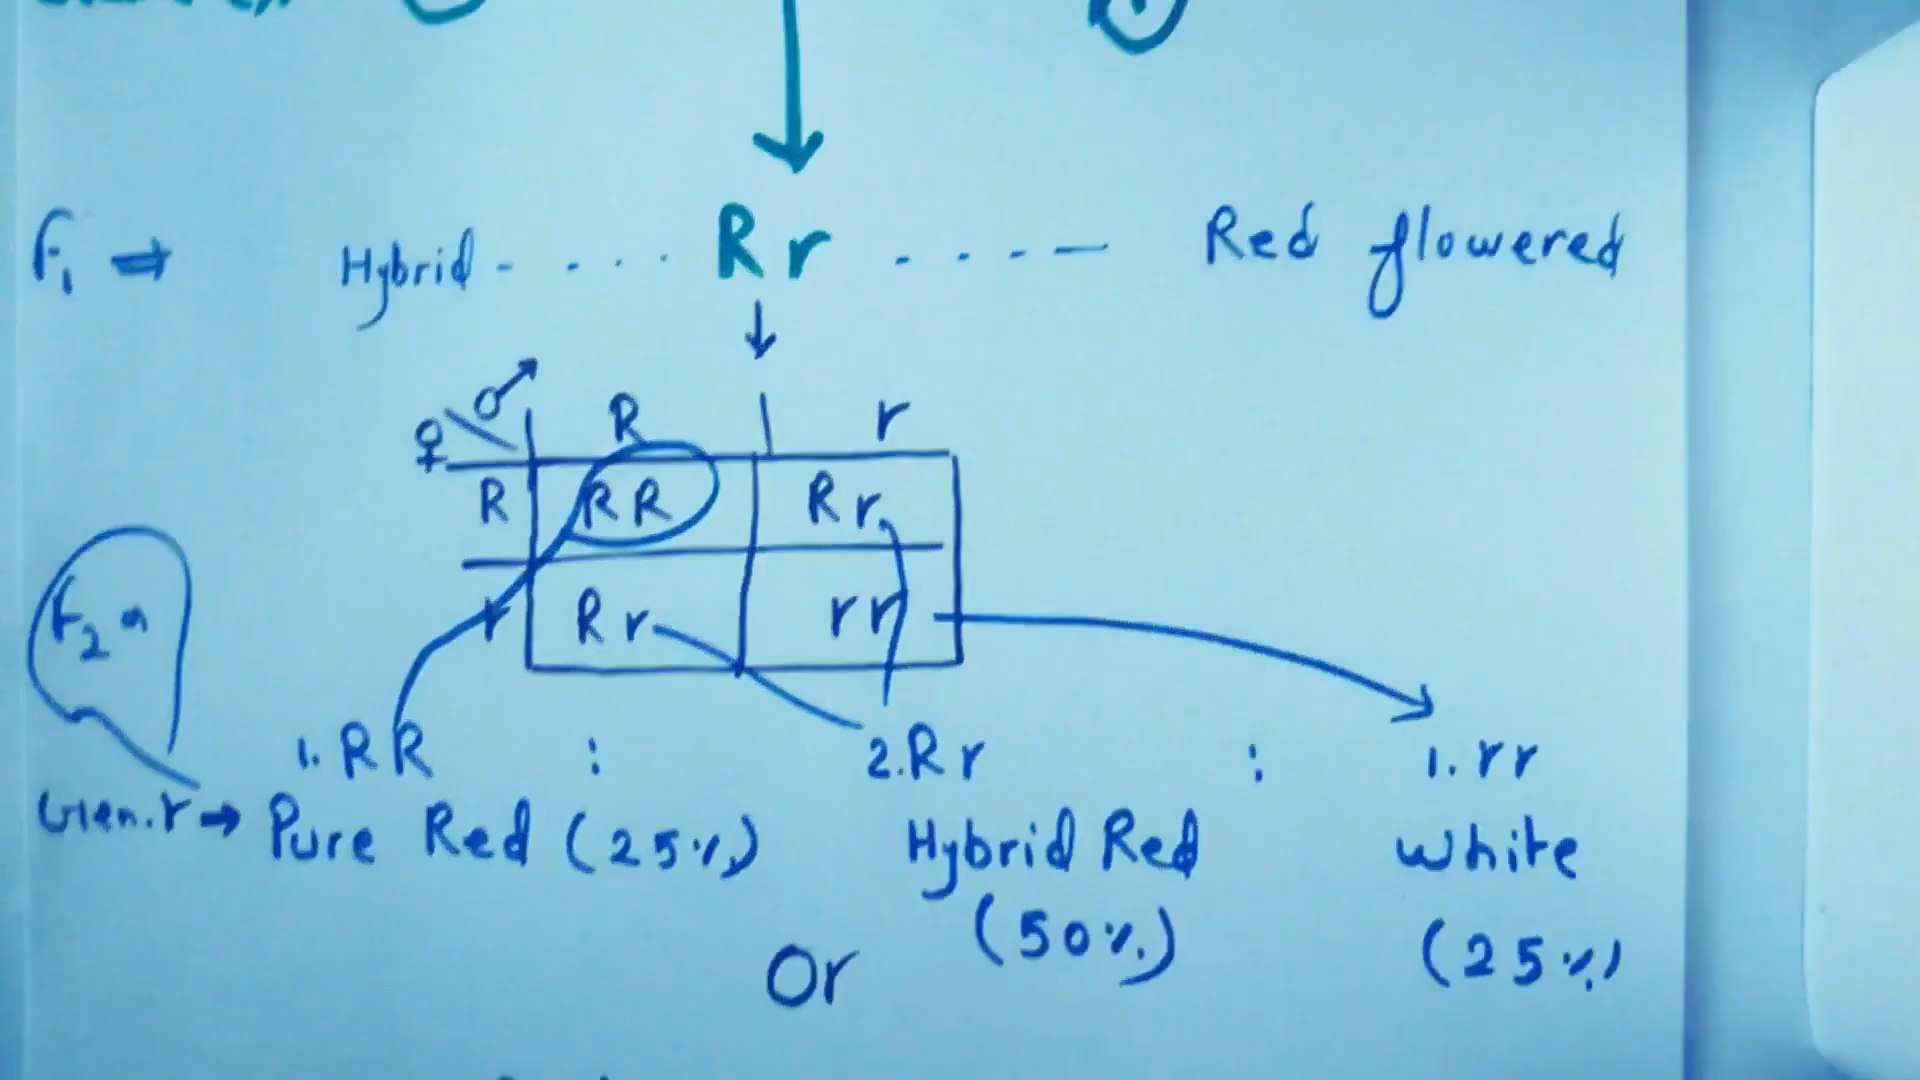 F₁ ⇒ Hybrid - . . . . Rr . . . . — Red flowered
↓
♀ \ ♂ R r
R RR Rr
r Rr rr
F₂
1. RR : 2. Rr : 1. rr
Gen. r → Pure Red (25%) Hybrid Red White
(50%) (25%)
Or